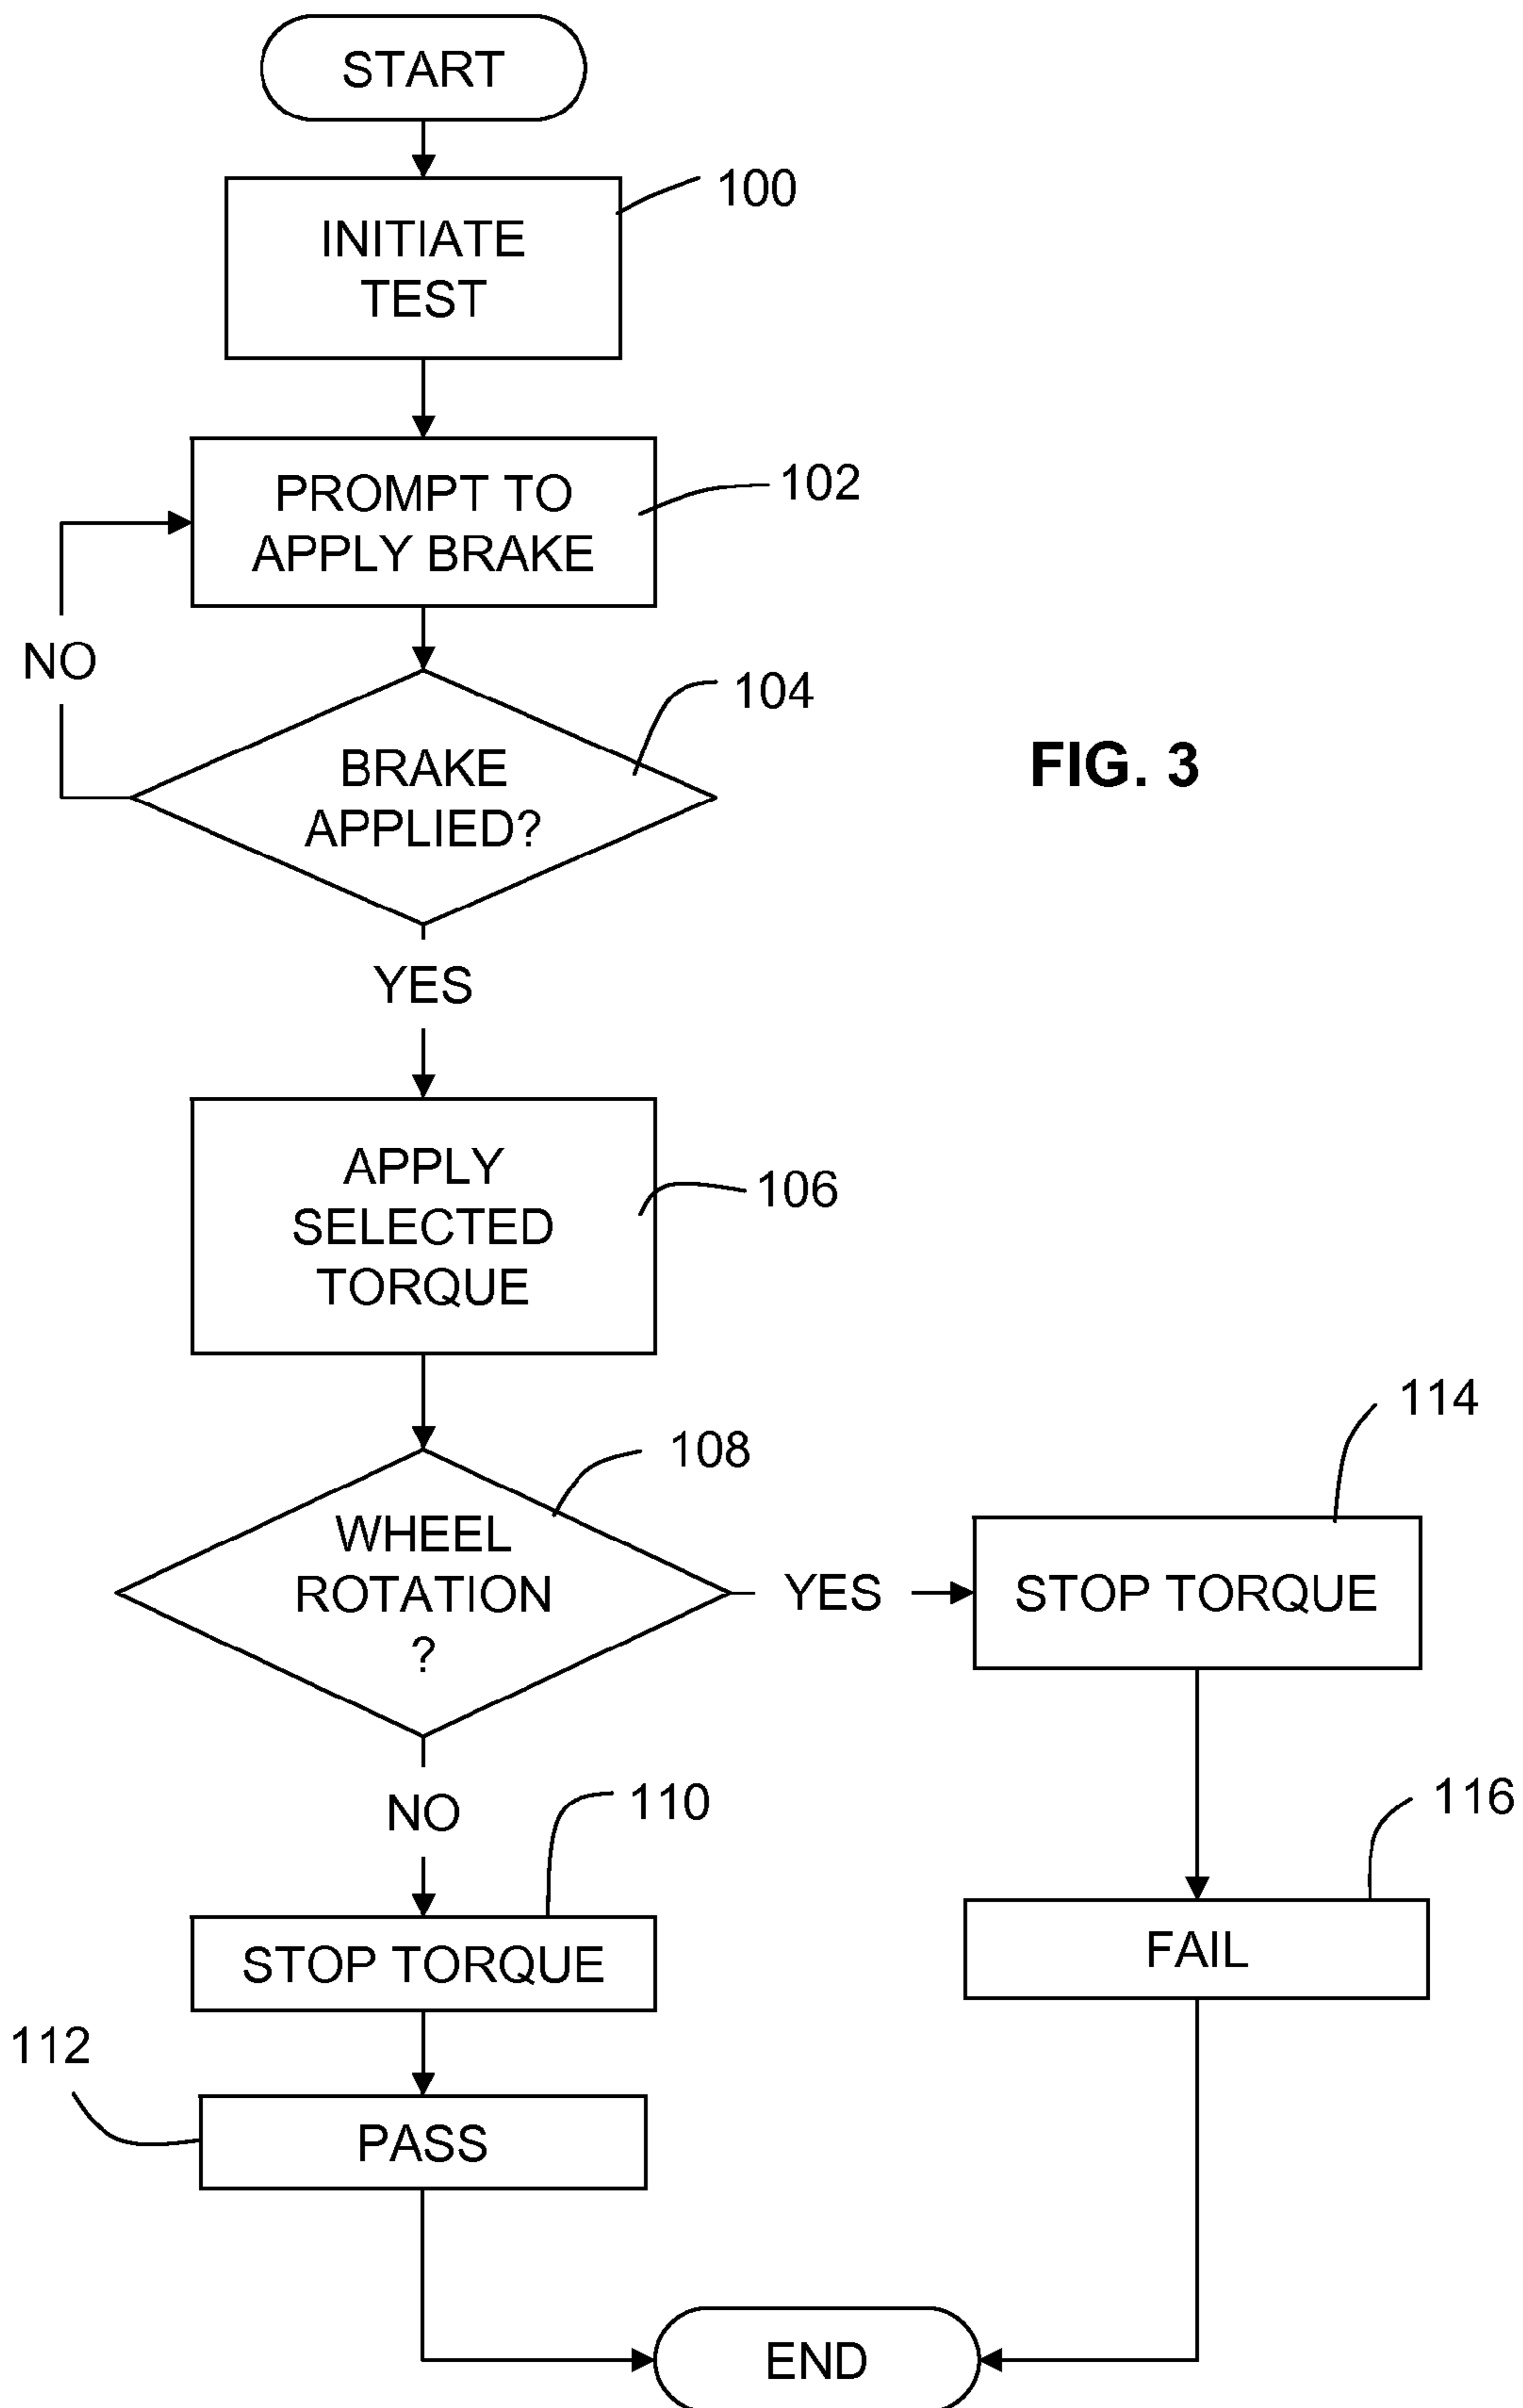 START
100
INITIATE
TEST
102
PROMPT TO
APPLY BRAKE
NO
104
BRAKE
APPLIED?
FIG. 3
YES
APPLY
SELECTED
TORQUE
106
114
108
WHEEL
ROTATION
?
YES
STOP TORQUE
110
116
NO
STOP TORQUE
FAIL
112
PASS
END